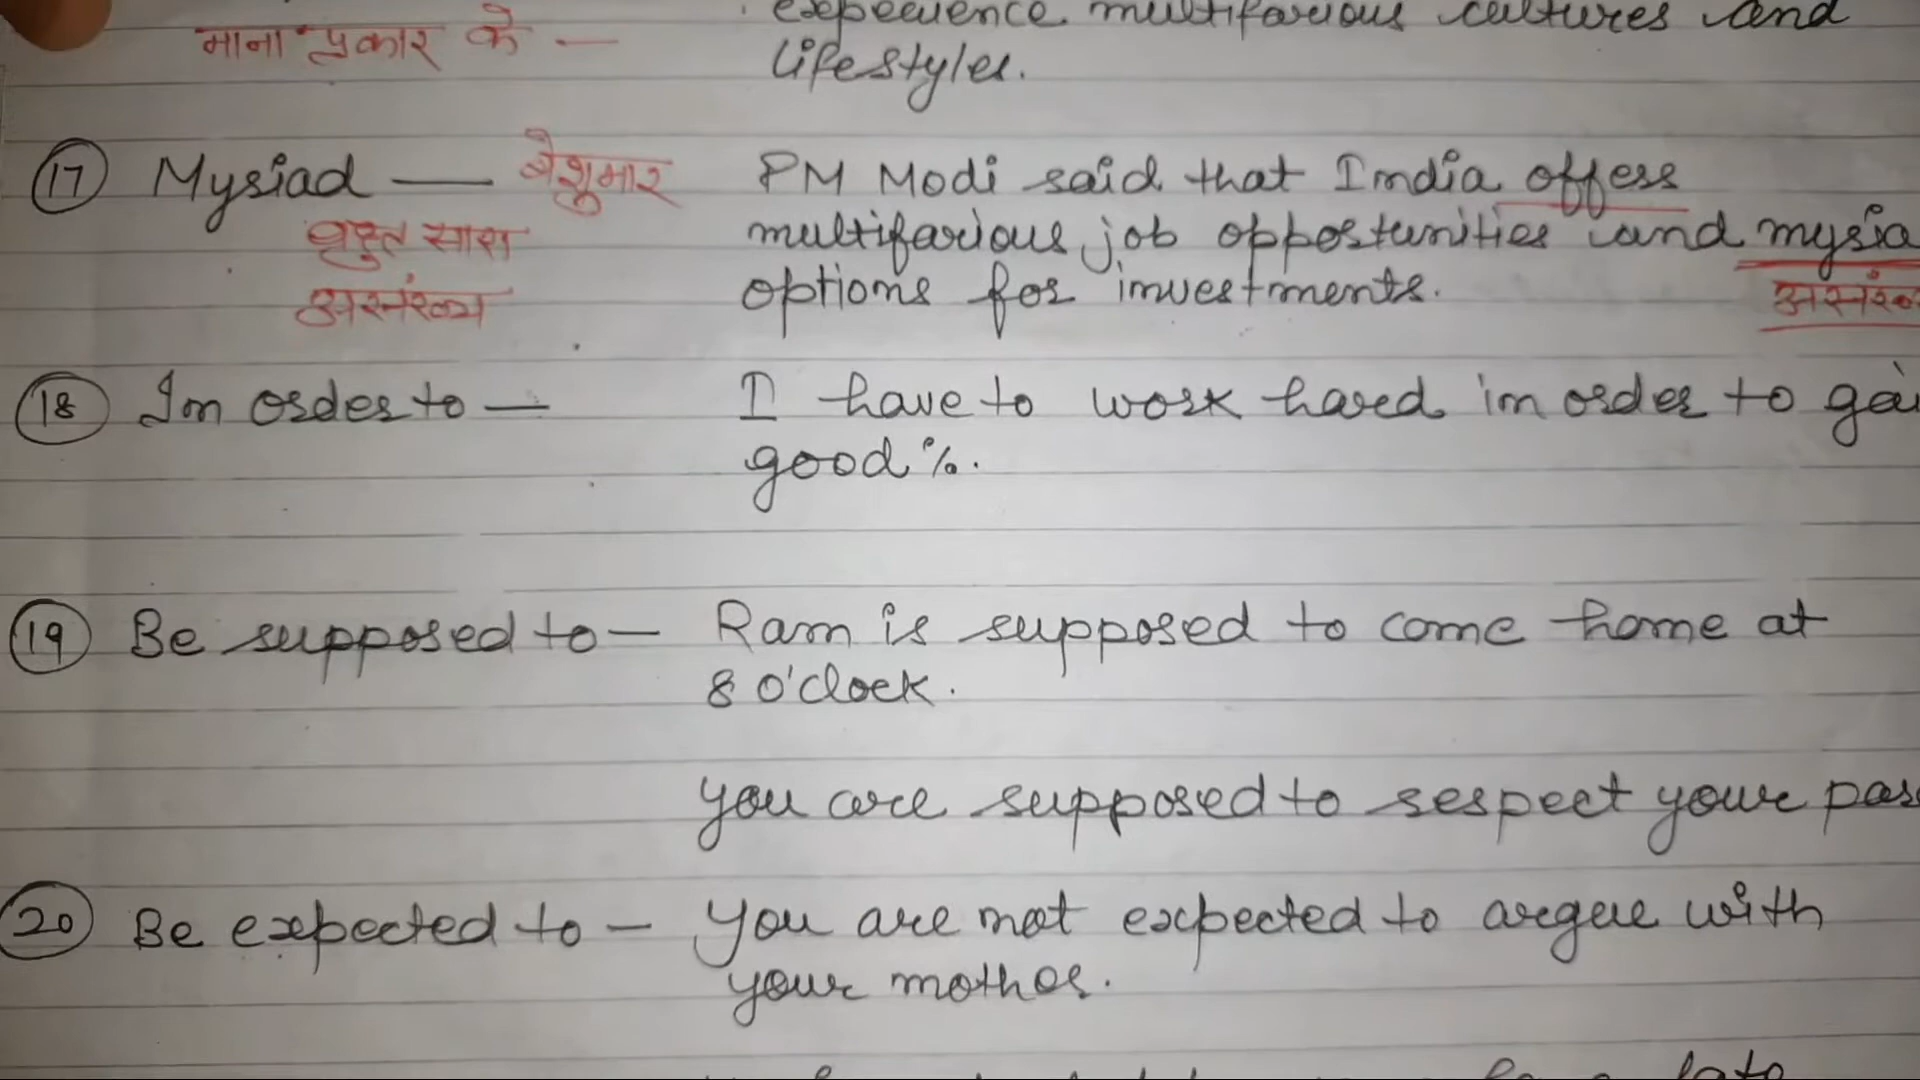 experience multifarious cultures and
माना प्रकार के — lifestyles.
17 Myriad — बेशुमार PM Modi said that India offers
बहुत सारा multifarious job opportunities and myria
असंख्य options for investments. असंख्
18 In order to — I have to work hard in order to gai
good %.
19 Be supposed to — Ram is supposed to come home at
8 o'clock.
you are supposed to respect your par
20 Be expected to — You are not expected to argue with
your mother.
late